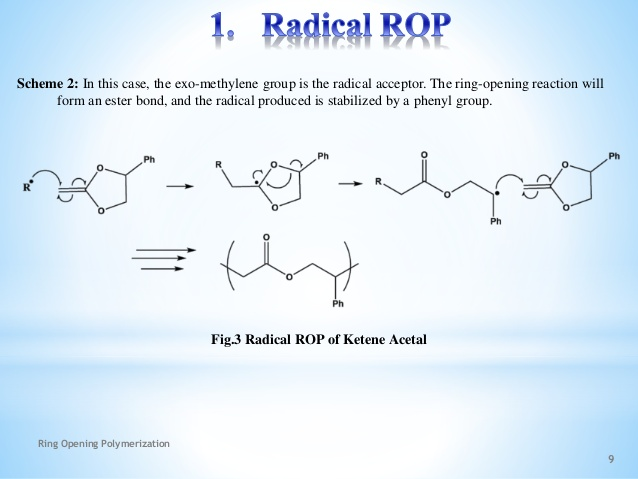 1. Radical ROP
Scheme 2: In this case, the exo-methylene group is the radical acceptor. The ring-opening reaction will
form an ester bond, and the radical produced is stabilized by a phenyl group.
R• O O Ph
R O O Ph
R O O Ph O O Ph
O O Ph
Fig.3 Radical ROP of Ketene Acetal
Ring Opening Polymerization
9